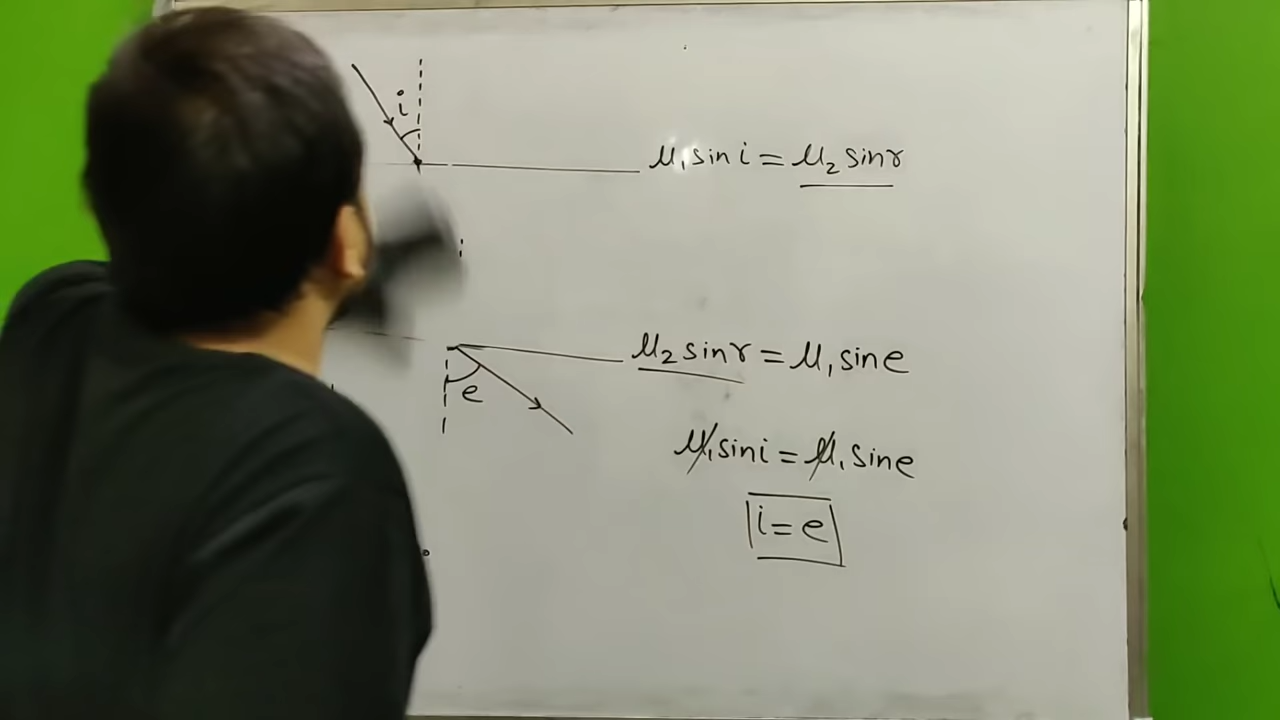 i
μ₁ sin i = μ₂ sin r
μ₂ sin r = μ₁ sin e
e
μ₁ sin i = μ₁ sin e
i = e